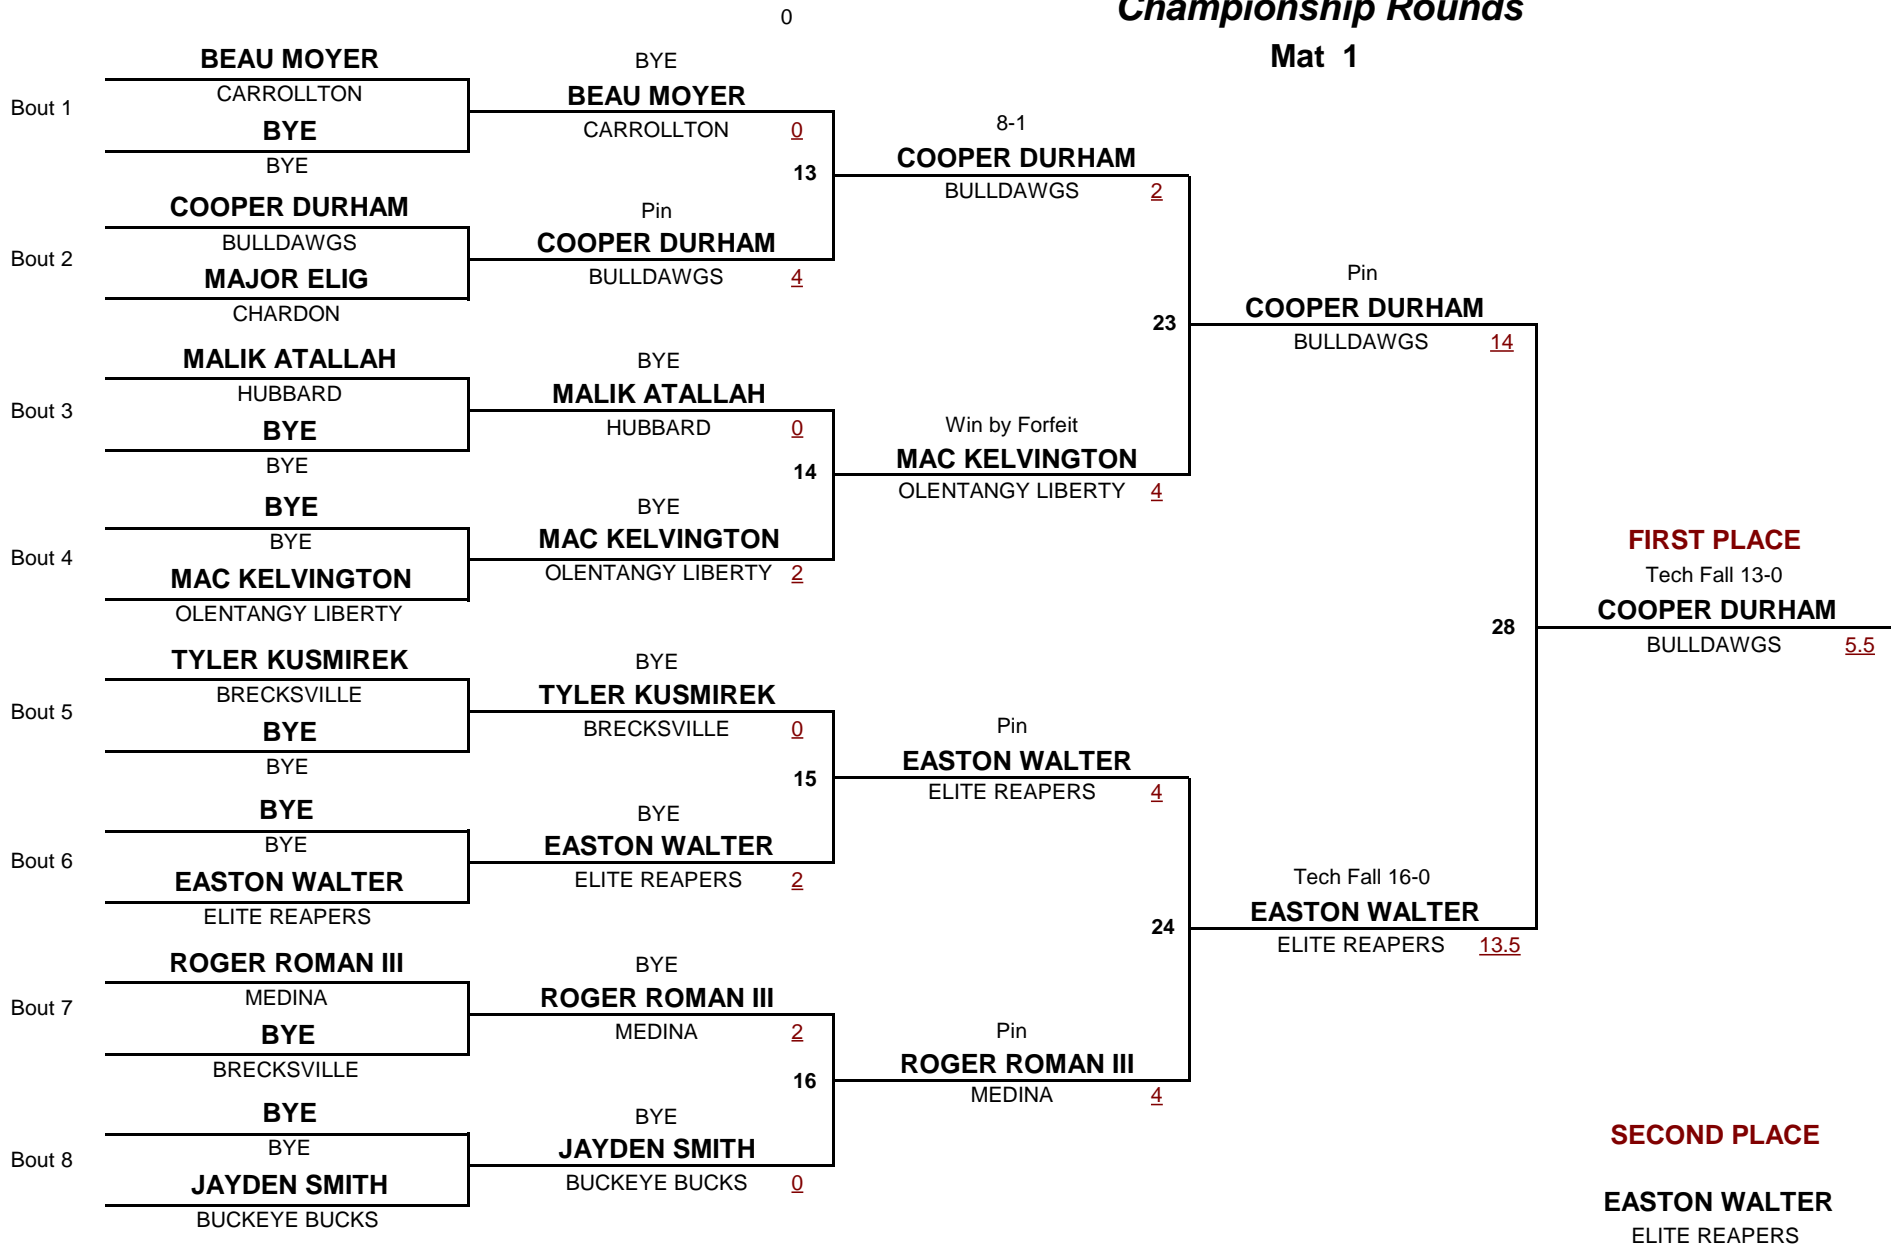 0
Championship Rounds
Mat 1
BEAU MOYER
CARROLLTON
Bout 1
BYE
BYE
COOPER DURHAM
BULLDAWGS
Bout 2
MAJOR ELIG
CHARDON
MALIK ATALLAH
HUBBARD
Bout 3
BYE
BYE
BYE
BYE
Bout 4
MAC KELVINGTON
OLENTANGY LIBERTY
TYLER KUSMIREK
BRECKSVILLE
Bout 5
BYE
BYE
BYE
BYE
Bout 6
EASTON WALTER
ELITE REAPERS
ROGER ROMAN III
MEDINA
Bout 7
BYE
BRECKSVILLE
BYE
BYE
Bout 8
JAYDEN SMITH
BUCKEYE BUCKS
BYE
BEAU MOYER
CARROLLTON 0
13
Pin
COOPER DURHAM
BULLDAWGS 4
BYE
MALIK ATALLAH
HUBBARD 0
14
BYE
MAC KELVINGTON
OLENTANGY LIBERTY 2
BYE
TYLER KUSMIREK
BRECKSVILLE 0
15
BYE
EASTON WALTER
ELITE REAPERS 2
BYE
ROGER ROMAN III
MEDINA 2
16
BYE
JAYDEN SMITH
BUCKEYE BUCKS 0
8-1
COOPER DURHAM
BULLDAWGS 2
23
Win by Forfeit
MAC KELVINGTON
OLENTANGY LIBERTY 4
Pin
EASTON WALTER
ELITE REAPERS 4
24
Pin
ROGER ROMAN III
MEDINA 4
Pin
COOPER DURHAM
BULLDAWGS 14
28
Tech Fall 16-0
EASTON WALTER
ELITE REAPERS 13.5
FIRST PLACE
Tech Fall 13-0
COOPER DURHAM
BULLDAWGS 5.5
SECOND PLACE
EASTON WALTER
ELITE REAPERS